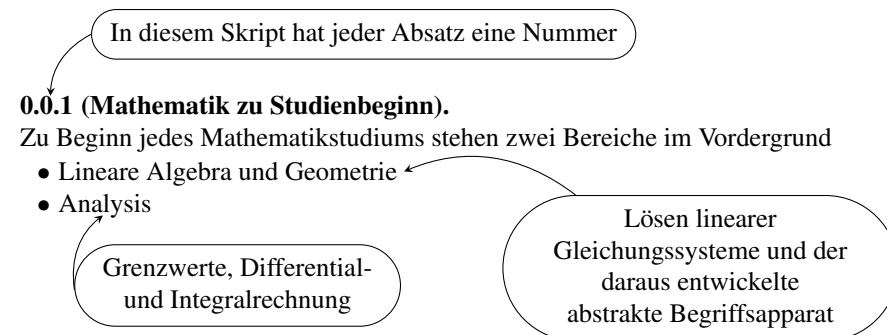 In diesem Skript hat jeder Absatz eine Nummer
0.0.1 (Mathematik zu Studienbeginn).
Zu Beginn jedes Mathematikstudiums stehen zwei Bereiche im Vordergrund
• Lineare Algebra und Geometrie
• Analysis
Lösen linearer
Gleichungssysteme und der
daraus entwickelte
abstrakte Begriffsapparat
Grenzwerte, Differential-
und Integralrechnung